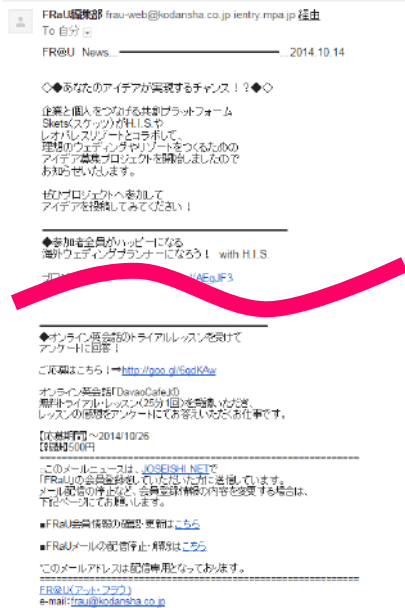 FRaU編集部 frau-web@kodansha.co.jp ientry.mpa.jp 経由
To 自分
FR@U News ━━━━━━━━━━━━ 2014.10.14
◇◆あなたのアイデアが実現するチャンス！？◆◇
企業と個人をつなげる共創プラットフォーム
Skets(スケッツ)がH.I.S.や
レオパレスリゾートとコラボして、
理想のウェディングやリゾートをつくるための
アイデア募集プロジェクトを開始しましたので
お知らせいたします。
ぜひプロジェクトへ参加して
アイデアを投稿してみてください！
◆参加者全員がハッピーになる
海外ウェディングプランナーになろう！ with H.I.S.
/AEgJF3
◆オンライン英会話のトライアルレッスンを受けて
アンケートに回答！
ご応募はこちら！⇒http://goo.gl/6qdKAw
オンライン英会話『DavaoCafe』の
無料トライアル・レッスン(25分1回)を受講いただき、
レッスンの感想をアンケートにてお答えいただくお仕事です。
【応募期間】～2014/10/26
【報酬】500円
================================================
:このメールニュースは、JOSEISHI.NETで
「FRaU」の会員登録をしていただいた方に送信しています。
メール配信の停止など、会員登録情報の内容を変更する場合は、
下記ページにてお願いします。
■FRaU会員情報の確認・更新はこちら
■FRaUメールの配信停止・解除はこちら
*このメールアドレスは配信専用となっております。
================================================
FR@U(アット・フラウ)
e-mail:frau@kodansha.co.jp